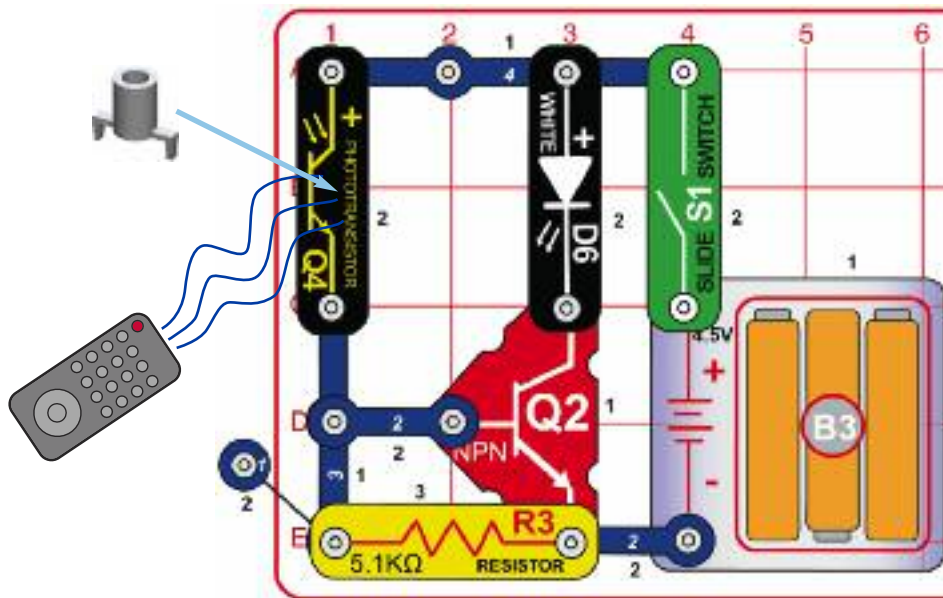 1 2 3 4 5 6
A
B
C
D
E
1
4
+
PHOTOTRANSISTOR
Q4
2
WHITE
+
D6
2
SLIDE S1 SWITCH
2
1
4.5V
+
-
B3
Q2
NPN
1
2
2
3
1
1
2
3
R3
5.1KΩ
RESISTOR
2
2